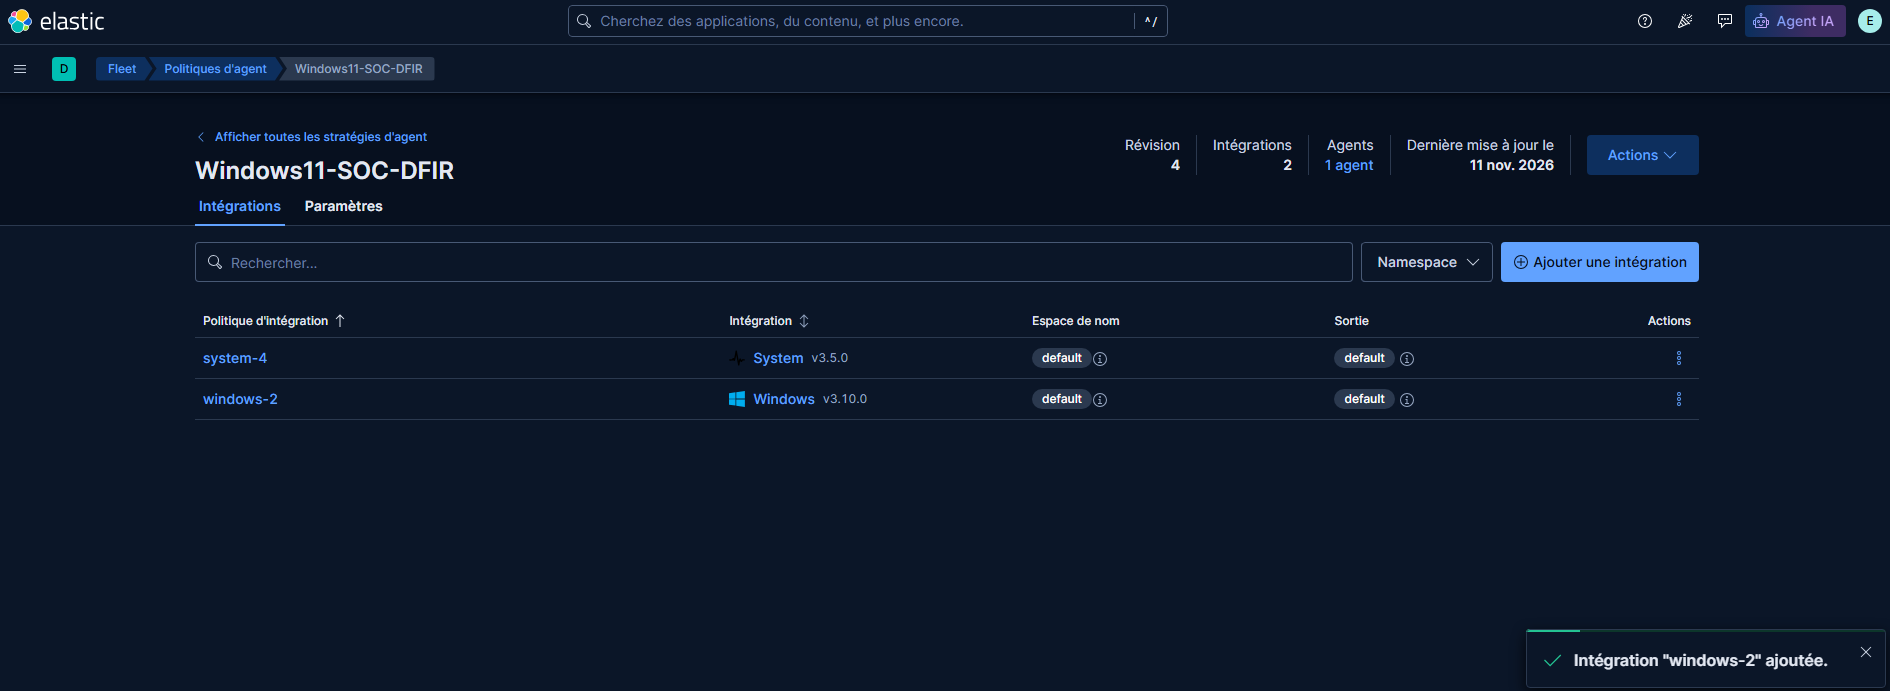 elastic
Cherchez des applications, du contenu, et plus encore.
^/
Agent IA
E
D
Fleet
Politiques d'agent
Windows11-SOC-DFIR
Afficher toutes les stratégies d'agent
Windows11-SOC-DFIR
Révision
4
Intégrations
2
Agents
1 agent
Dernière mise à jour le
11 nov. 2026
Actions
Intégrations
Paramètres
Rechercher...
Namespace
Ajouter une intégration
Politique d'intégration
Intégration
Espace de nom
Sortie
Actions
system-4 System v3.5.0 default default
windows-2 Windows v3.10.0 default default
Intégration "windows-2" ajoutée.